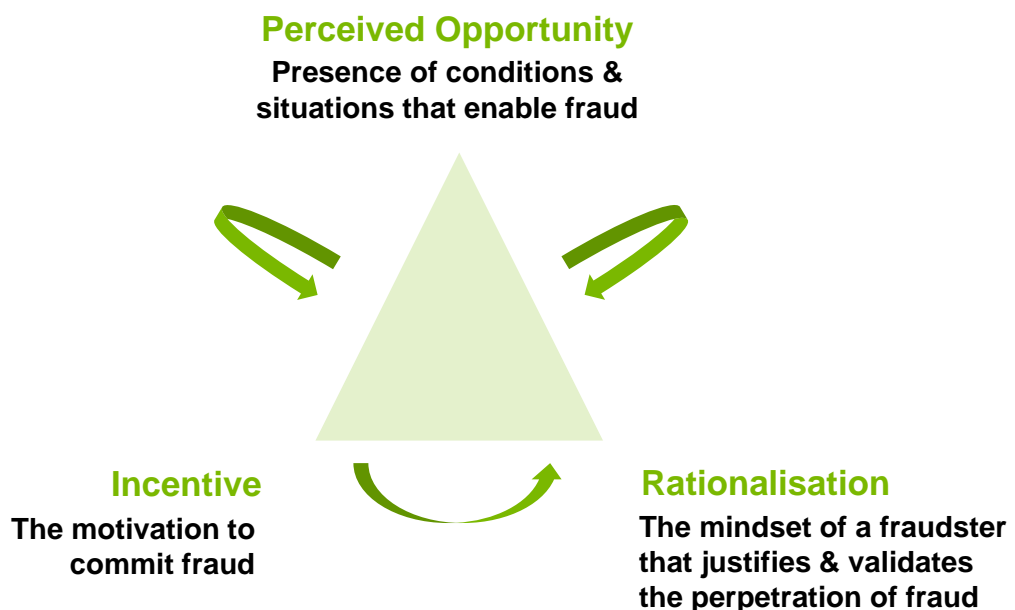 Perceived Opportunity
Presence of conditions &
situations that enable fraud
Incentive
The motivation to
commit fraud
Rationalisation
The mindset of a fraudster
that justifies & validates
the perpetration of fraud